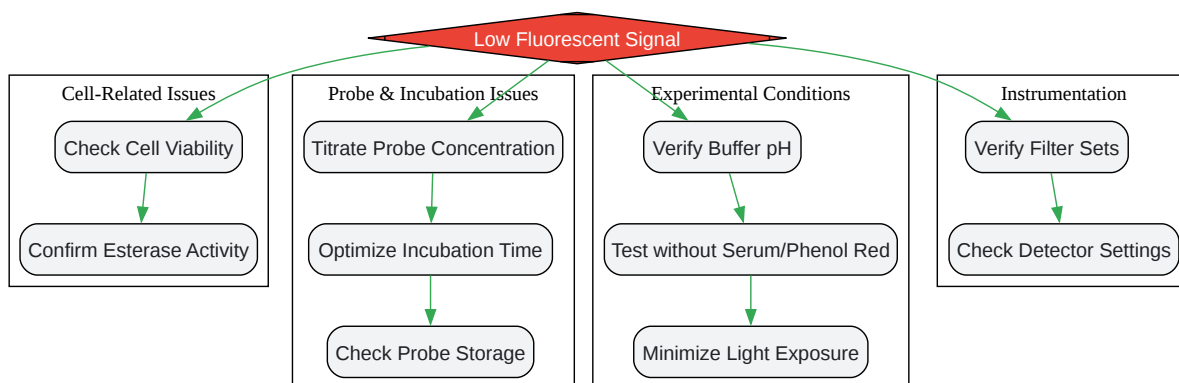 Low Fluorescent Signal
Cell-Related Issues
Check Cell Viability
Confirm Esterase Activity
Probe & Incubation Issues
Titrate Probe Concentration
Optimize Incubation Time
Check Probe Storage
Experimental Conditions
Verify Buffer pH
Test without Serum/Phenol Red
Minimize Light Exposure
Instrumentation
Verify Filter Sets
Check Detector Settings